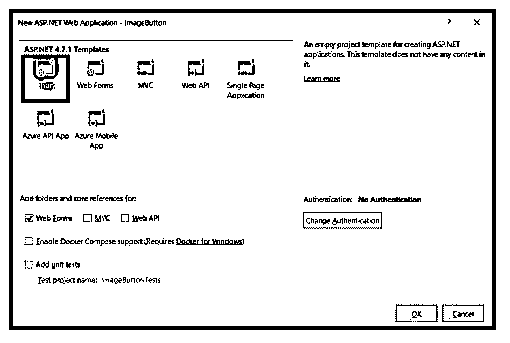 New ASP.NET Web Application - ImageButton
? ×
ASP.NET 4.7.1 Templates
Empty
Web Forms
MVC
Web API
Single Page
Application
Azure API App
Azure Mobile
App
An empty project template for creating ASP.NET
applications. This template does not have any content in
it.
Learn more
Add folders and core references for:
Web Forms
MVC
Web API
Enable Docker Compose support (Requires Docker for Windows)
Add unit tests
Test project name: ImageButton.Tests
Authentication: No Authentication
Change Authentication
OK
Cancel